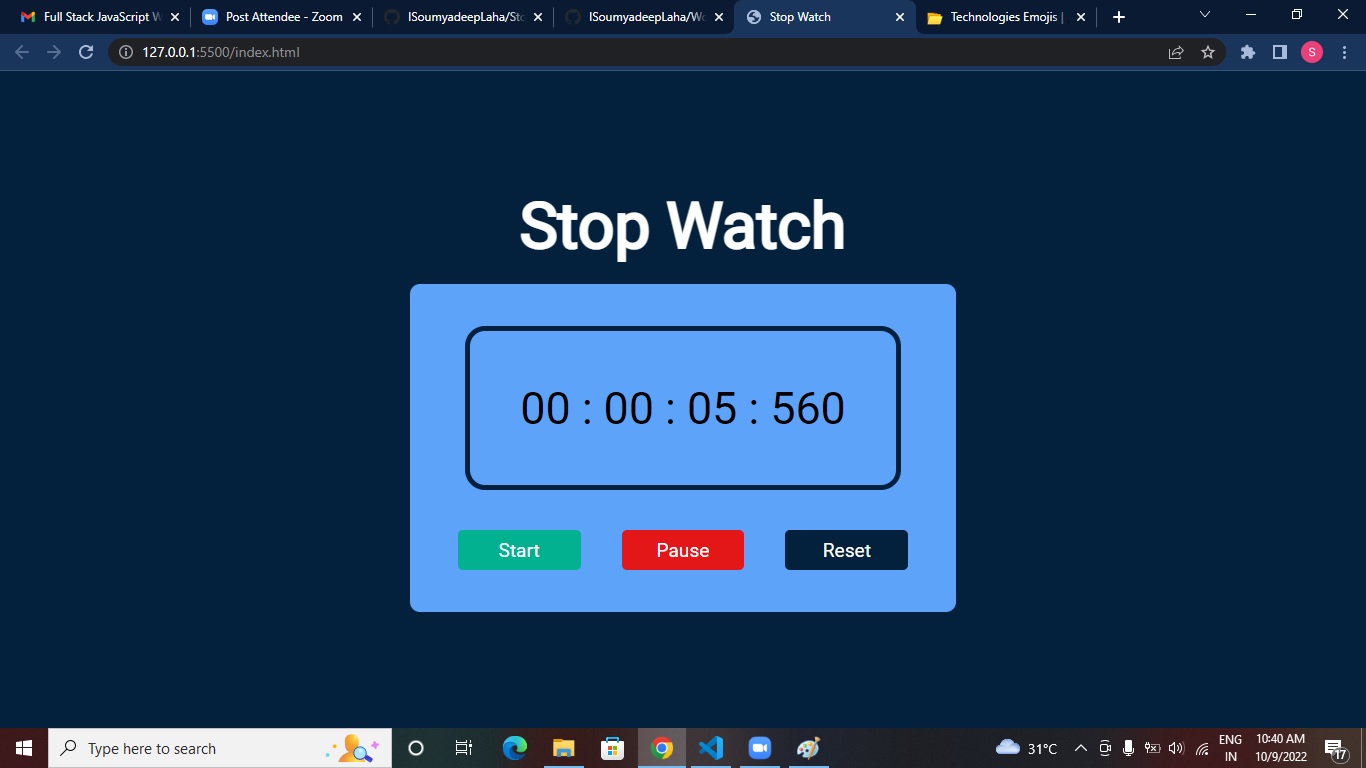 Full Stack JavaScript W
Post Attendee - Zoom
ISoumyadeepLaha/Sto
ISoumyadeepLaha/Wo
Stop Watch
Technologies Emojis |
127.0.0.1:5500/index.html
S
Stop Watch
00 : 00 : 05 : 560
Start
Pause
Reset
Type here to search
31°C
ENG
IN
10:40 AM
10/9/2022
17